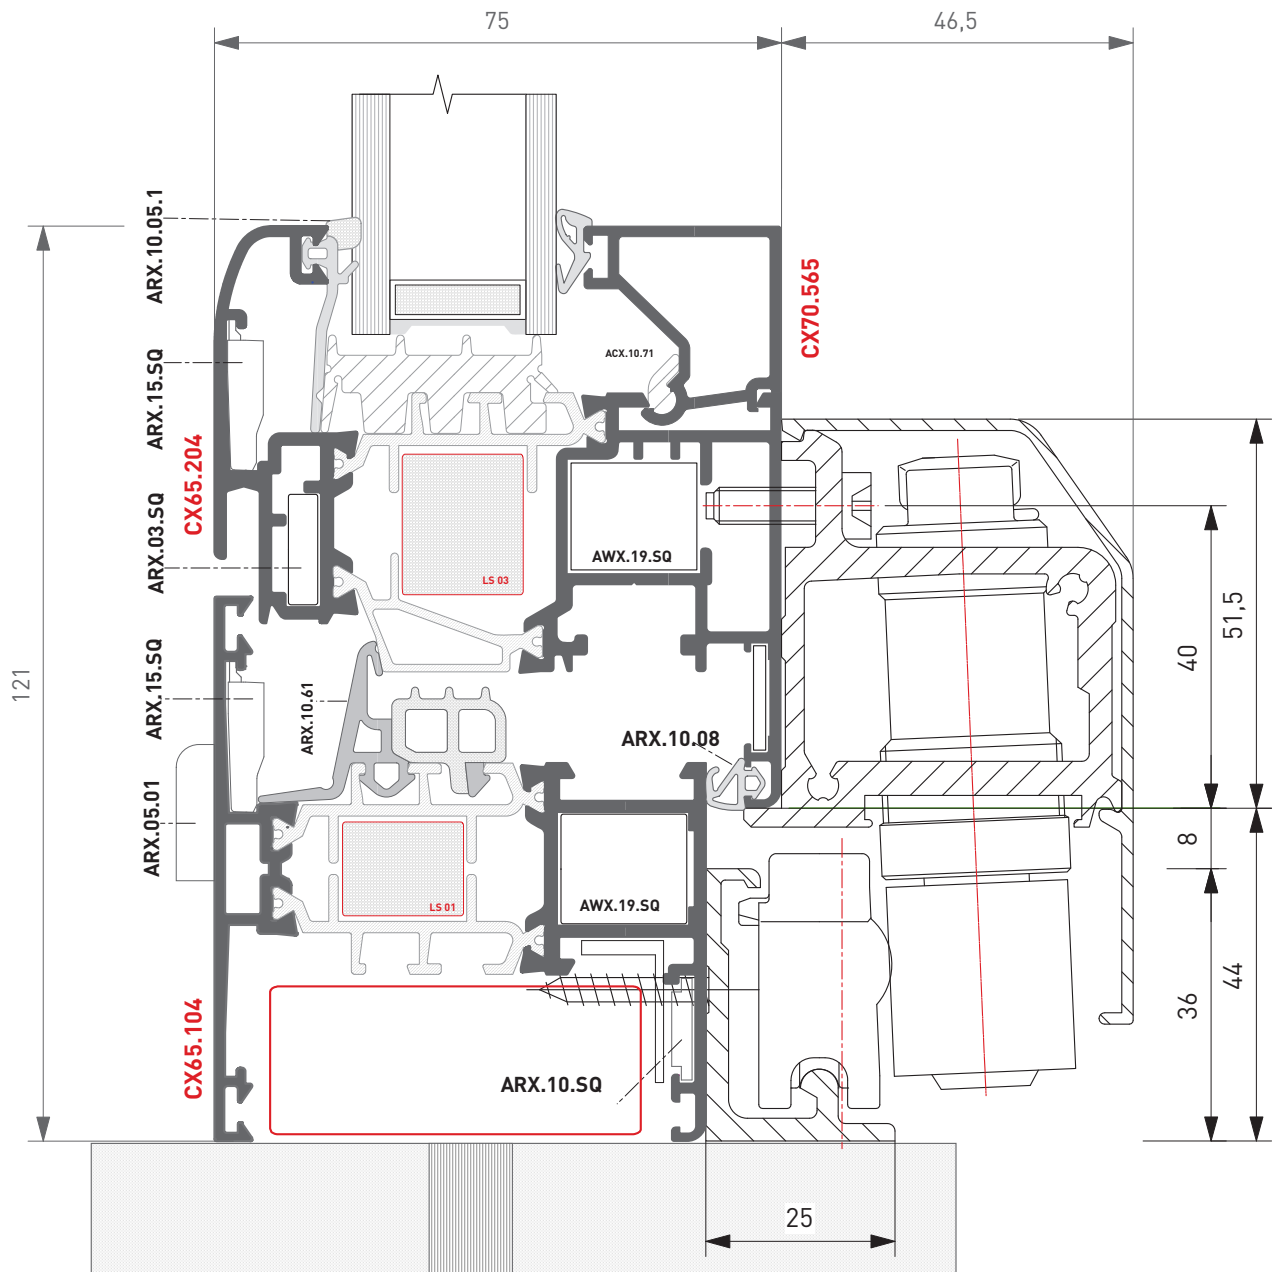 75
46,5
ARX.10.05.1
CX70.565
ACX.10.71
ARX.15.SQ
CX65.204
ARX.03.SQ
AWX.19.SQ
LS 03
51,5
40
121
ARX.15.SQ
ARX.10.61
ARX.10.08
ARX.05.01
8
AWX.19.SQ
LS 01
44
36
CX65.104
ARX.10.SQ
25